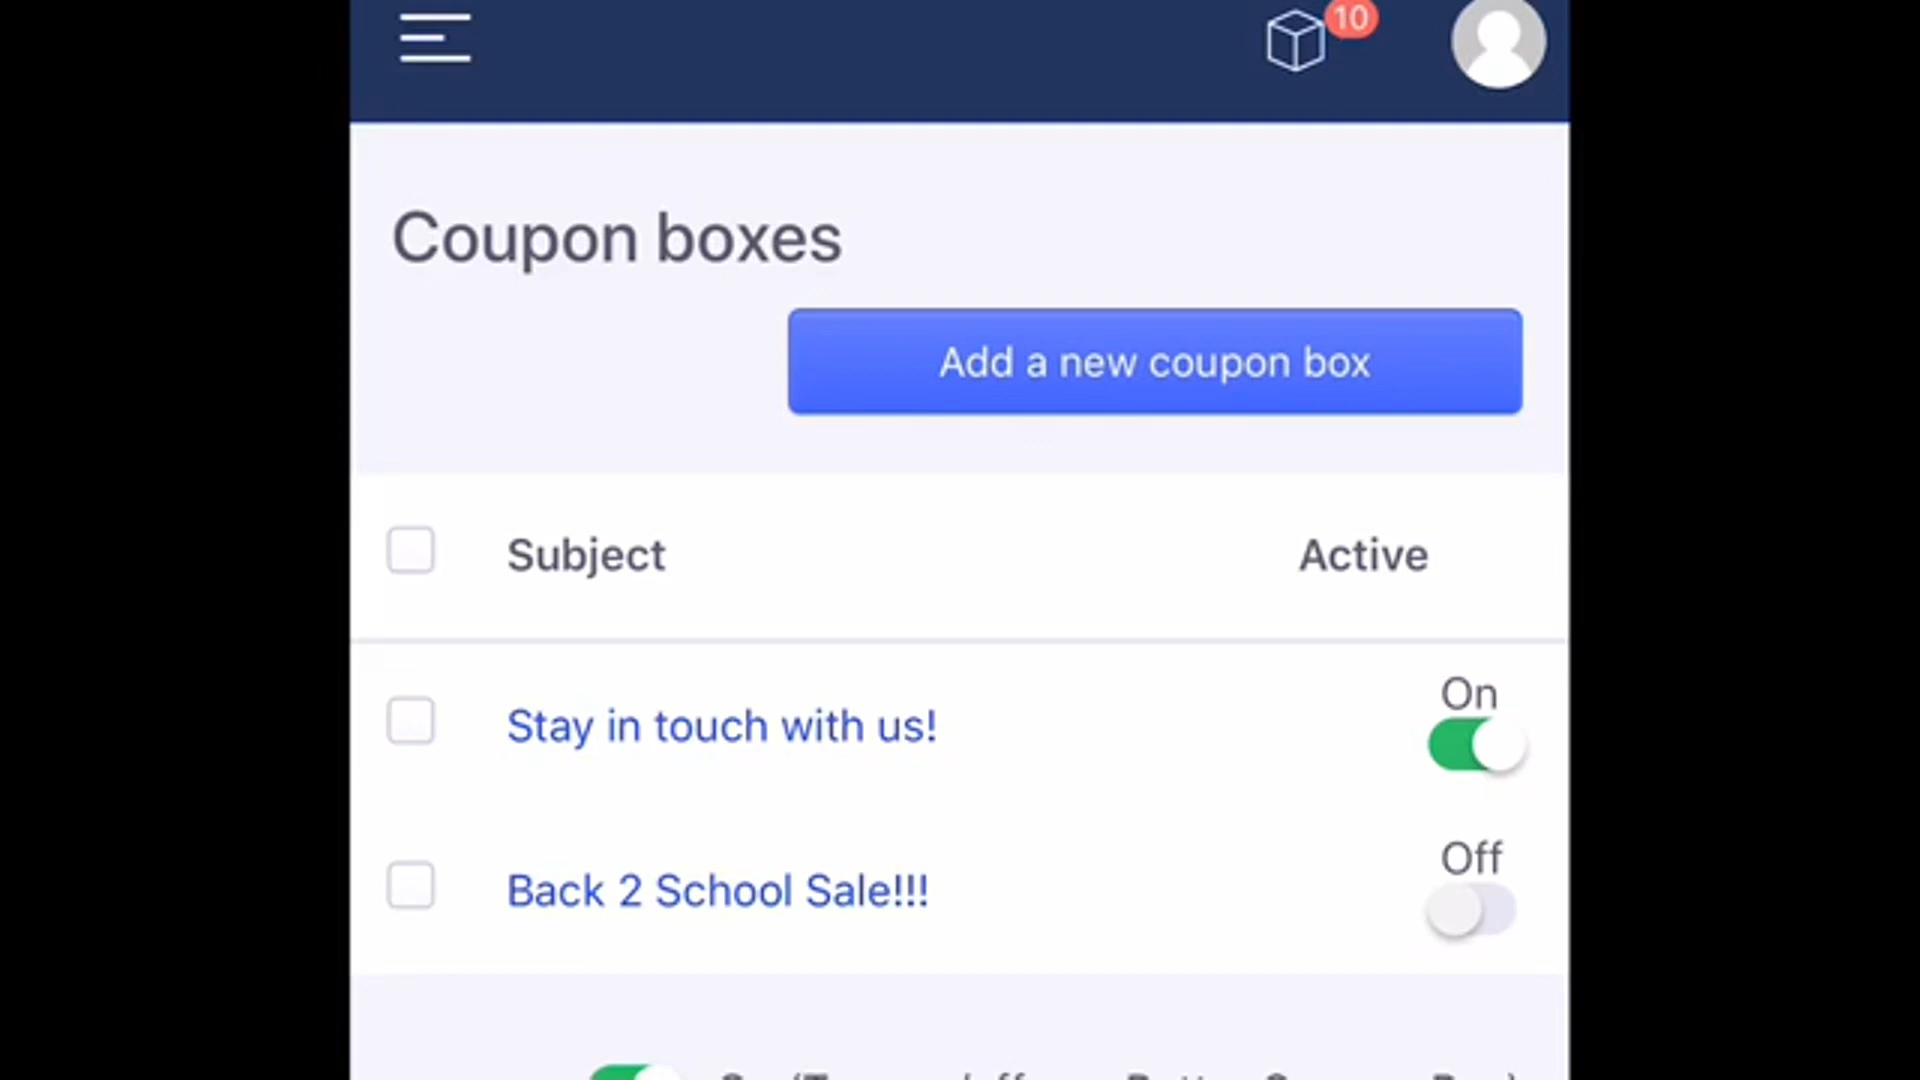 10
Coupon boxes
Add a new coupon box
Subject Active
On
Stay in touch with us!
Off
Back 2 School Sale!!!